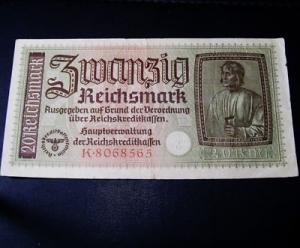 20 Reichsmark
Zwanzig
Reichsmark
Ausgegeben auf Grund der Verordnung
über Reichskreditkassen.
Hauptverwaltung
der Reichskreditkassen
K·8068565